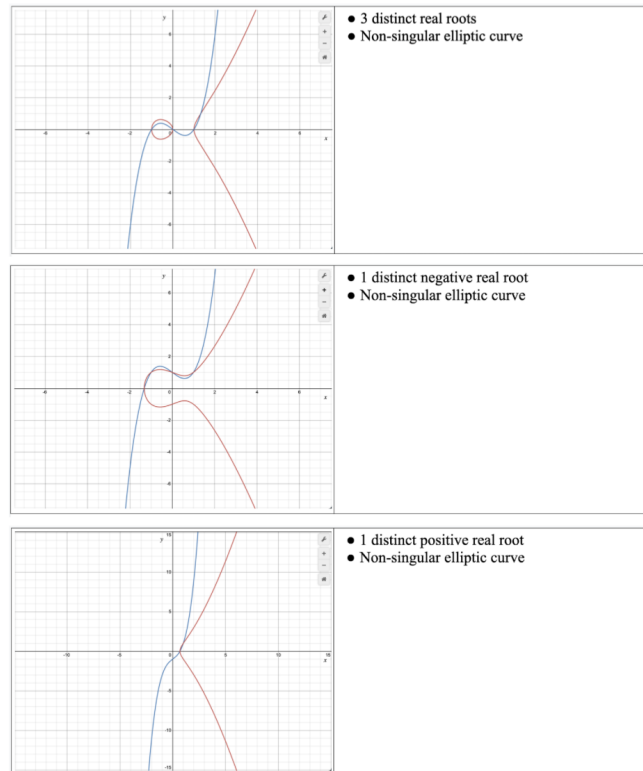 ● 3 distinct real roots
● Non-singular elliptic curve
y
x
● 1 distinct negative real root
● Non-singular elliptic curve
y
x
● 1 distinct positive real root
● Non-singular elliptic curve
y
x